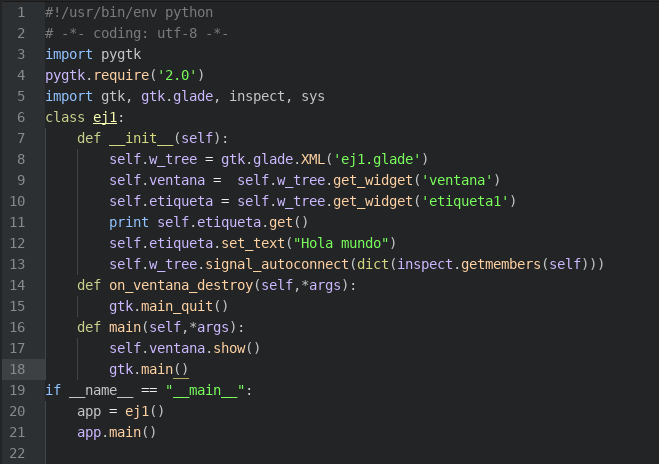 1 #!/usr/bin/env python
2 # -*- coding: utf-8 -*-
3 import pygtk
4 pygtk.require('2.0')
5 import gtk, gtk.glade, inspect, sys
6 class ej1:
7     def __init__(self):
8         self.w_tree = gtk.glade.XML('ej1.glade')
9         self.ventana =  self.w_tree.get_widget('ventana')
10         self.etiqueta = self.w_tree.get_widget('etiqueta1')
11         print self.etiqueta.get()
12         self.etiqueta.set_text("Hola mundo")
13         self.w_tree.signal_autoconnect(dict(inspect.getmembers(self)))
14     def on_ventana_destroy(self,*args):
15         gtk.main_quit()
16     def main(self,*args):
17         self.ventana.show()
18         gtk.main()
19 if __name__ == "__main__":
20     app = ej1()
21     app.main()
22